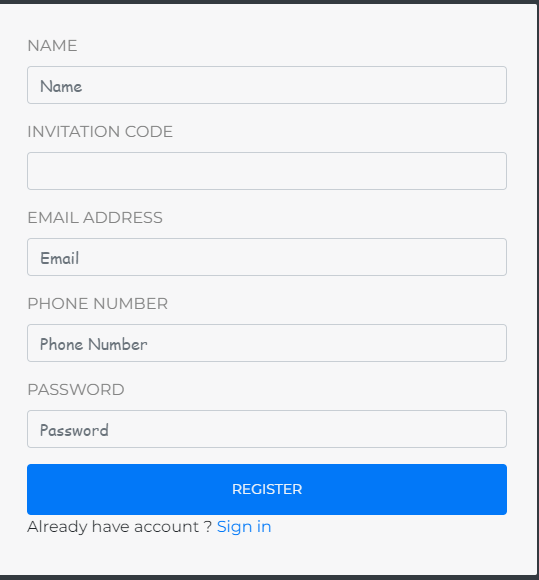 NAME
Name
INVITATION CODE
EMAIL ADDRESS
Email
PHONE NUMBER
Phone Number
PASSWORD
Password
REGISTER
Already have account ? Sign in